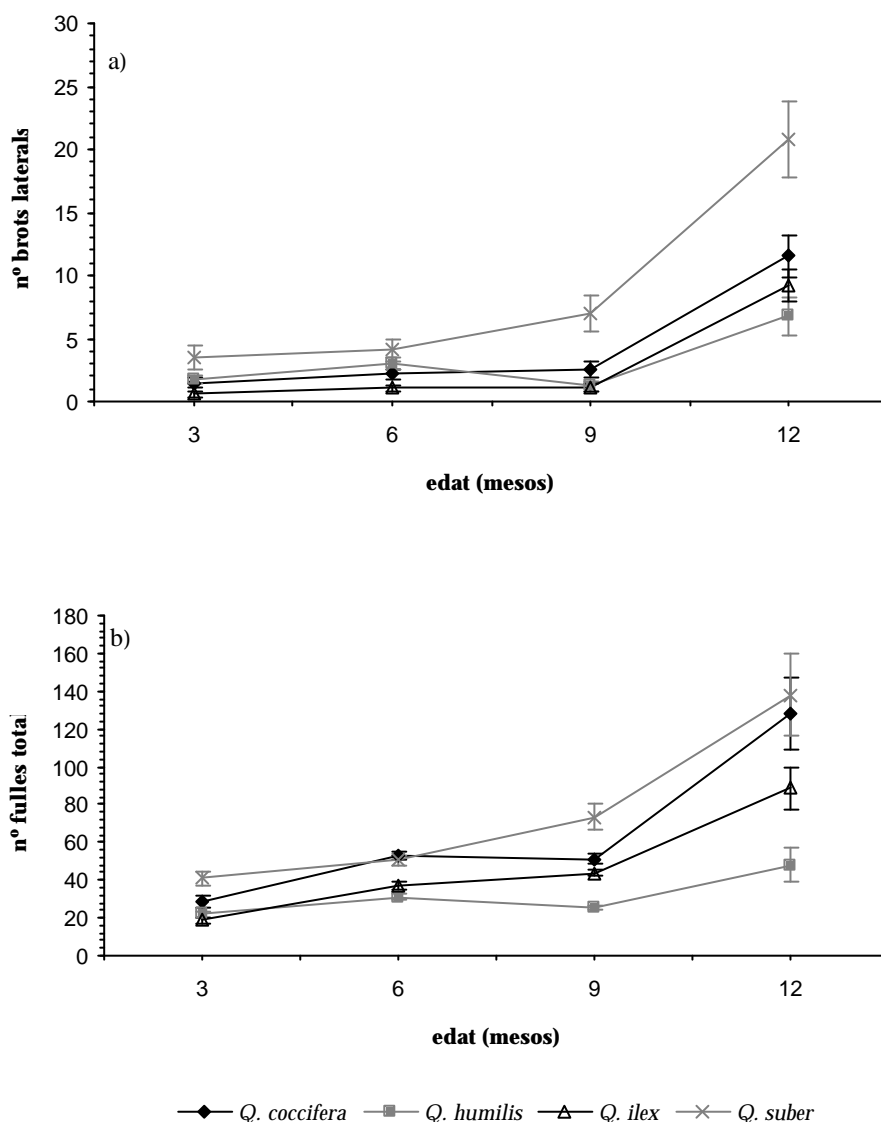 a)
30
25
20
15
10
5
0
nº brots laterals
3 6 9 12
edat (mesos)
b)
180
160
140
120
100
80
60
40
20
0
nº fulles total
3 6 9 12
edat (mesos)
Q. coccifera Q. humilis Q. ilex Q. suber